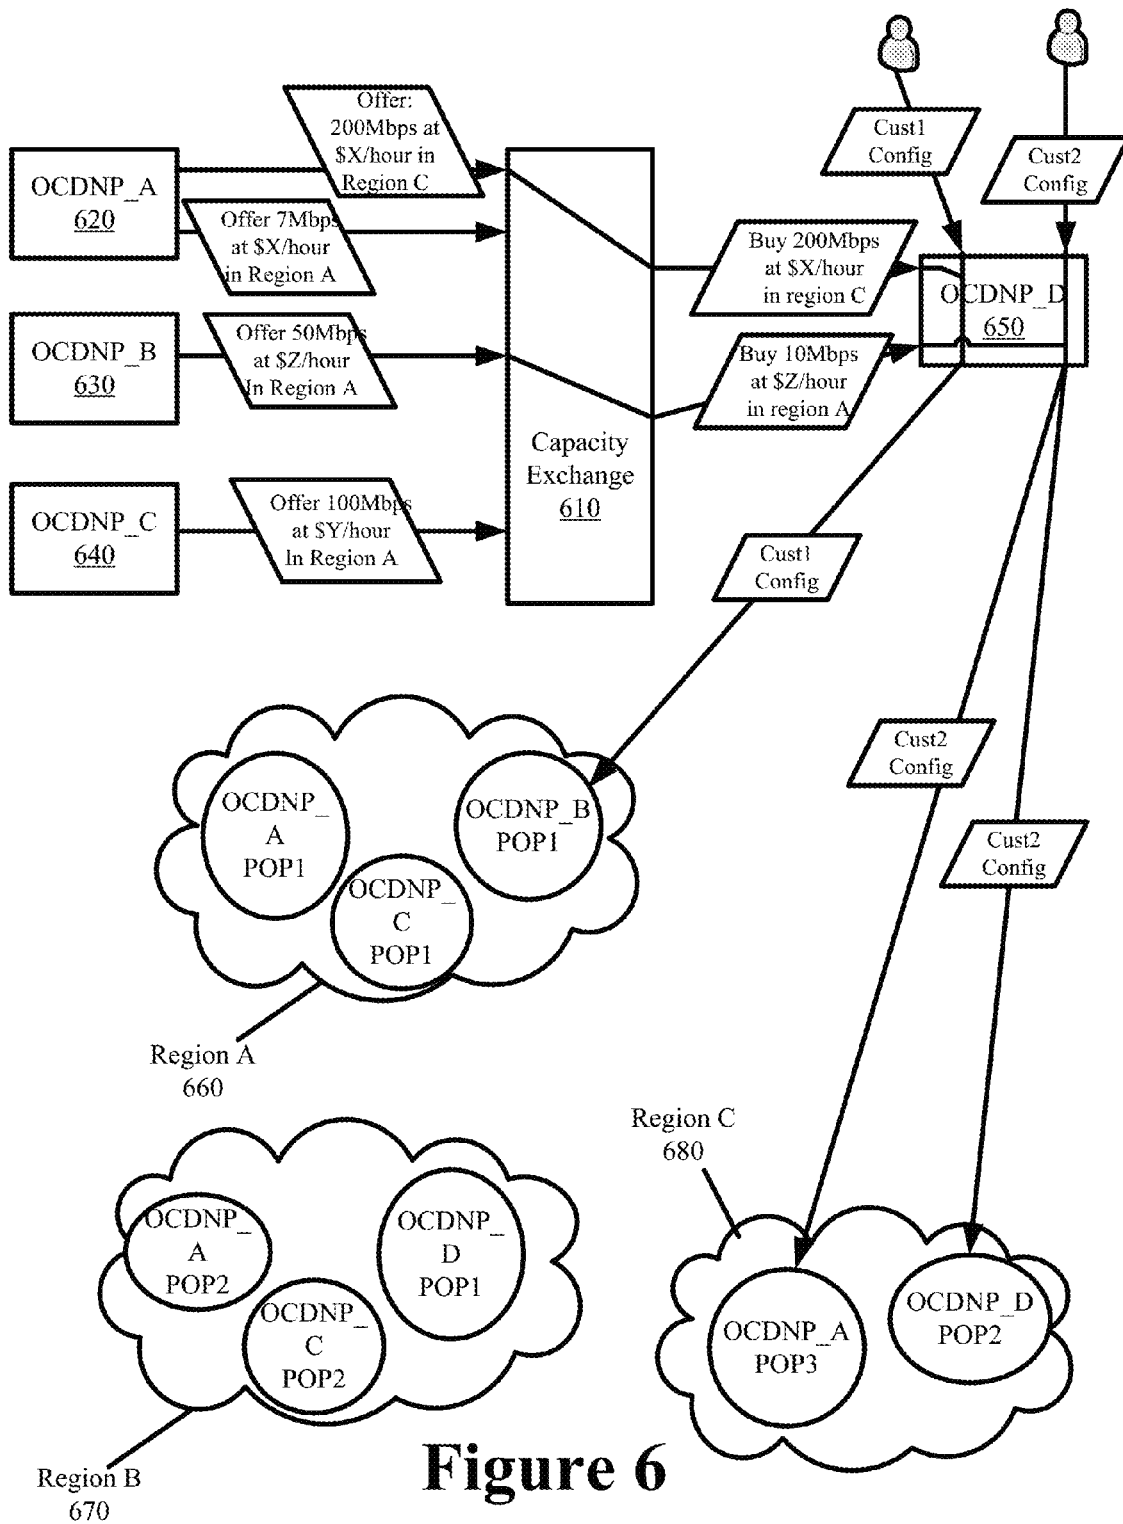 Offer:
200Mbps at
$X/hour in
Region C
OCDNP_A
620
Offer 7Mbps
at $X/hour
in Region A
OCDNP_B
630
Offer 50Mbps
at $Z/hour
In Region A
OCDNP_C
640
Offer 100Mbps
at $Y/hour
In Region A
Capacity
Exchange
610
Buy 200Mbps
at $X/hour
in region C
Buy 10Mbps
at $Z/hour
in region A
Cust1
Config
Cust2
Config
OCDNP_D
650
Cust1
Config
Cust2
Config
Cust2
Config
OCDNP_
A
POP1
OCDNP_B
POP1
OCDNP_
C
POP1
Region A
660
OCDNP_
A
POP2
OCDNP_
D
POP1
OCDNP_
C
POP2
Region B
670
Region C
680
OCDNP_A
POP3
OCDNP_D
POP2
Figure 6